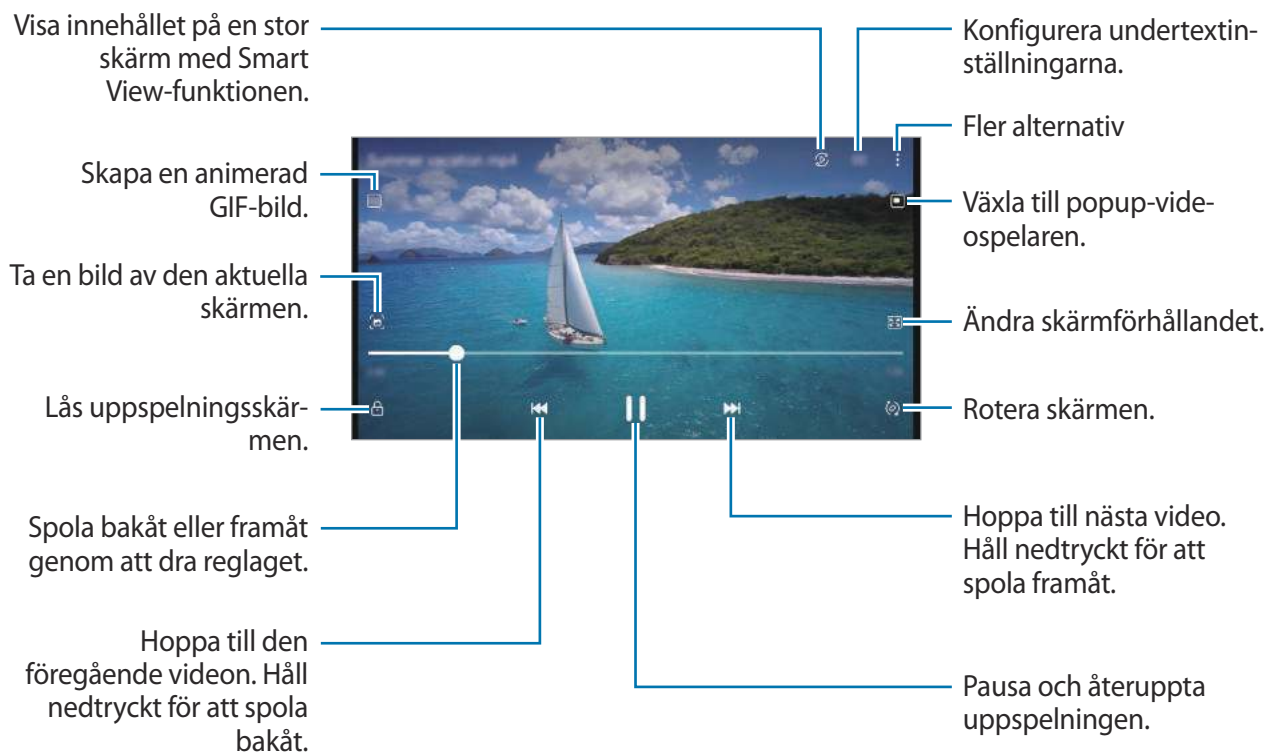 Visa innehållet på en stor
skärm med Smart
View-funktionen.
Skapa en animerad
GIF-bild.
Ta en bild av den aktuella
skärmen.
Lås uppspelningsskär-
men.
Spola bakåt eller framåt
genom att dra reglaget.
Hoppa till den
föregående videon. Håll
nedtryckt för att spola
bakåt.
Konfigurera undertextin-
ställningarna.
Fler alternativ
Växla till popup-vide-
ospelaren.
Ändra skärmförhållandet.
Rotera skärmen.
Hoppa till nästa video.
Håll nedtryckt för att
spola framåt.
Pausa och återuppta
uppspelningen.